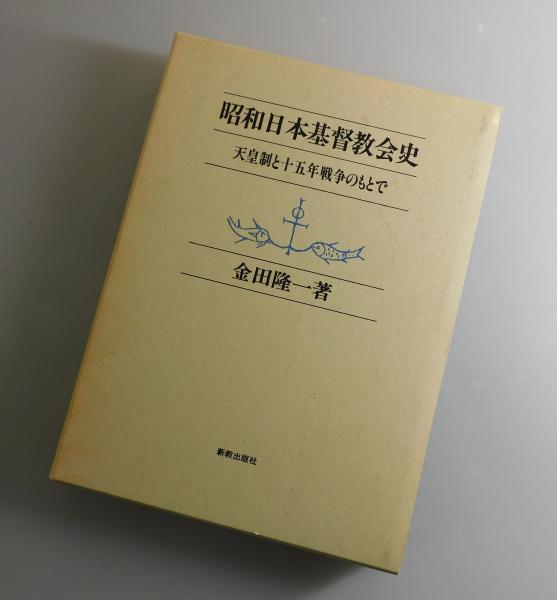 昭和日本基督教会史
天皇制と十五年戦争のもとで
金田隆一著
新教出版社